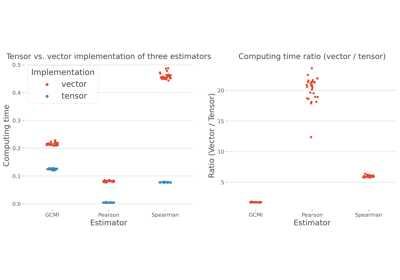 Tensor vs. vector implementation of three estimators
Implementation
vector
tensor
Computing time
0.5
0.4
0.3
0.2
0.1
0.0
GCMI
Pearson
Spearman
Estimator
Computing time ratio (vector / tensor)
Ratio (Vector / Tensor)
20
15
10
5
GCMI
Pearson
Spearman
Estimator